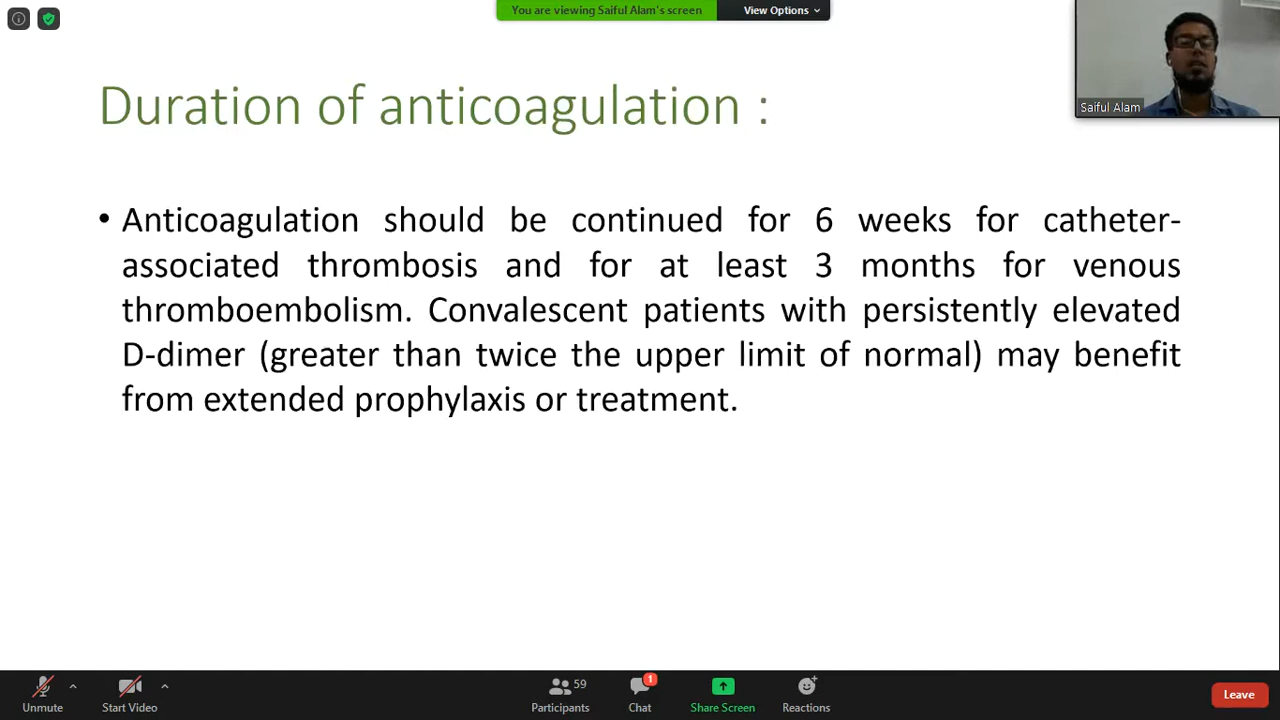 You are viewing Saiful Alam's screen
View Options
Saiful Alam
Duration of anticoagulation :
• Anticoagulation should be continued for 6 weeks for catheter-
associated thrombosis and for at least 3 months for venous
thromboembolism. Convalescent patients with persistently elevated
D-dimer (greater than twice the upper limit of normal) may benefit
from extended prophylaxis or treatment.
Unmute
Start Video
59
Participants
1
Chat
Share Screen
Reactions
Leave